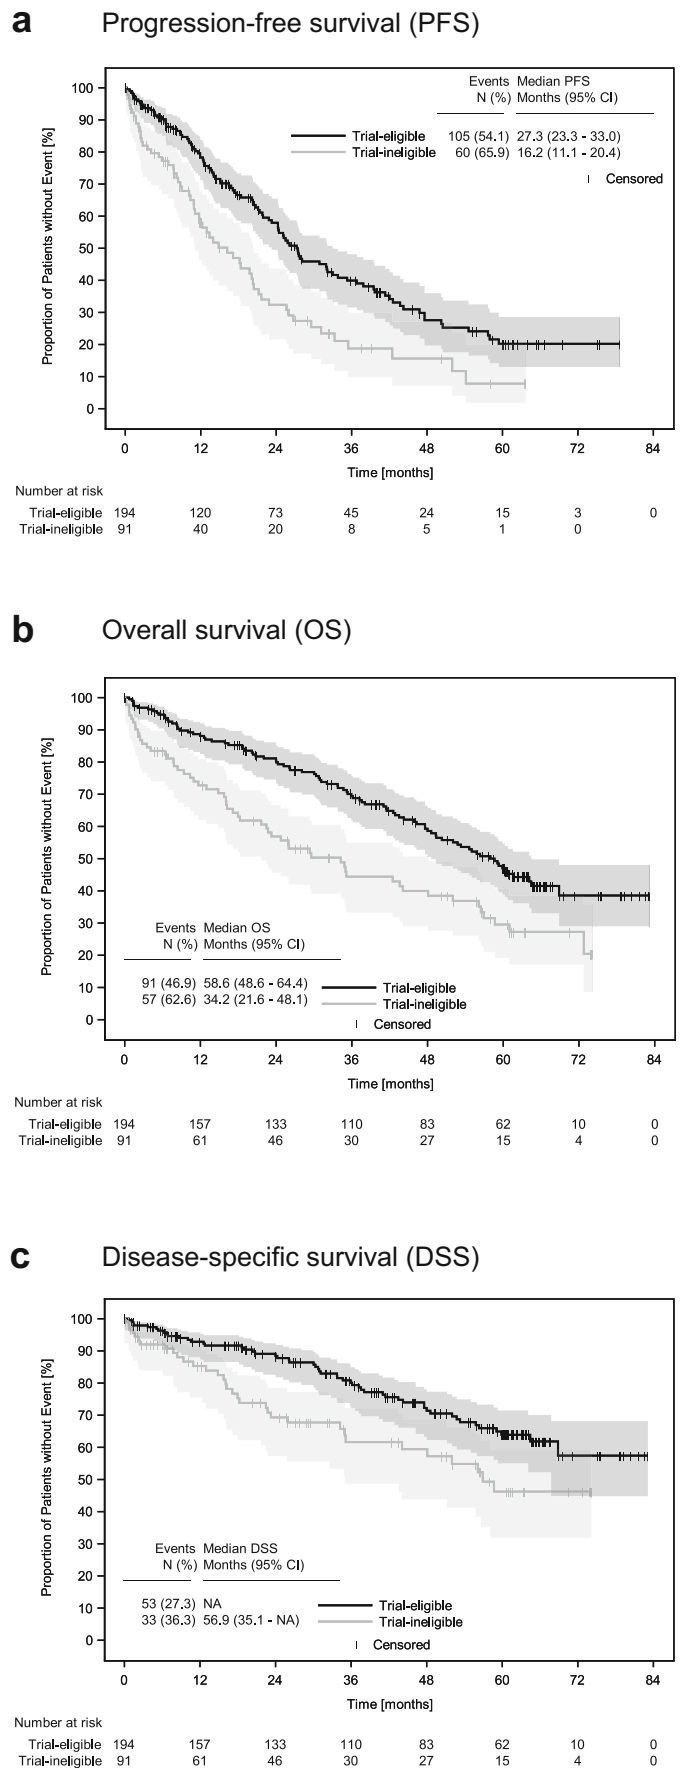 a Progression-free survival (PFS)
Events Median PFS
N (%) Months (95% CI)
Trial-eligible 105 (54.1) 27.3 (23.3 - 33.0)
Trial-ineligible 60 (65.9) 16.2 (11.1 - 20.4)
Censored
Proportion of Patients without Event [%]
100
90
80
70
60
50
40
30
20
10
0
0 12 24 36 48 60 72 84
Time [months]
Number at risk
Trial-eligible 194 120 73 45 24 15 3 0
Trial-ineligible 91 40 20 8 5 1 0
b Overall survival (OS)
Proportion of Patients without Event [%]
100
90
80
70
60
50
40
30
20
10
0
Events Median OS
N (%) Months (95% CI)
91 (46.9) 58.6 (48.6 - 64.4) Trial-eligible
57 (62.6) 34.2 (21.6 - 48.1) Trial-ineligible
Censored
0 12 24 36 48 60 72 84
Time [months]
Number at risk
Trial-eligible 194 157 133 110 83 62 10 0
Trial-ineligible 91 61 46 30 27 15 4 0
c Disease-specific survival (DSS)
Proportion of Patients without Event [%]
100
90
80
70
60
50
40
30
20
10
0
Events Median DSS
N (%) Months (95% CI)
53 (27.3) NA Trial-eligible
33 (36.3) 56.9 (35.1 - NA) Trial-ineligible
Censored
0 12 24 36 48 60 72 84
Time [months]
Number at risk
Trial-eligible 194 157 133 110 83 62 10 0
Trial-ineligible 91 61 46 30 27 15 4 0